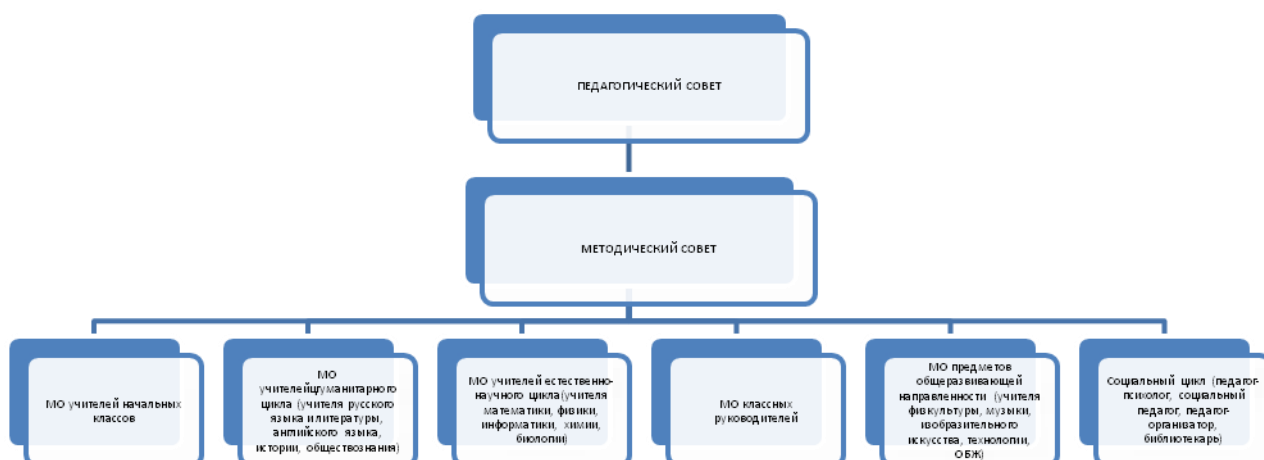 ПЕДАГОГИЧЕСКИЙ СОВЕТ
МЕТОДИЧЕСКИЙ СОВЕТ
МО учителей начальных
классов
МО
учителейгуманитарного
цикла (учителя русского
языка илитературы,
английского языка,
истории, обществознания)
МО учителей естественно-
научного цикла(учителя
математики, физики,
информатики, химии,
биологии)
МО классных
руководителей
МО предметов
общеразвивающей
направленности (учителя
физкультуры, музыки,
изобразительного
искусства, технологии,
ОБЖ)
Социальный цикл (педагог-
психолог, социальный
педагог, педагог-
организатор,
библиотекарь)